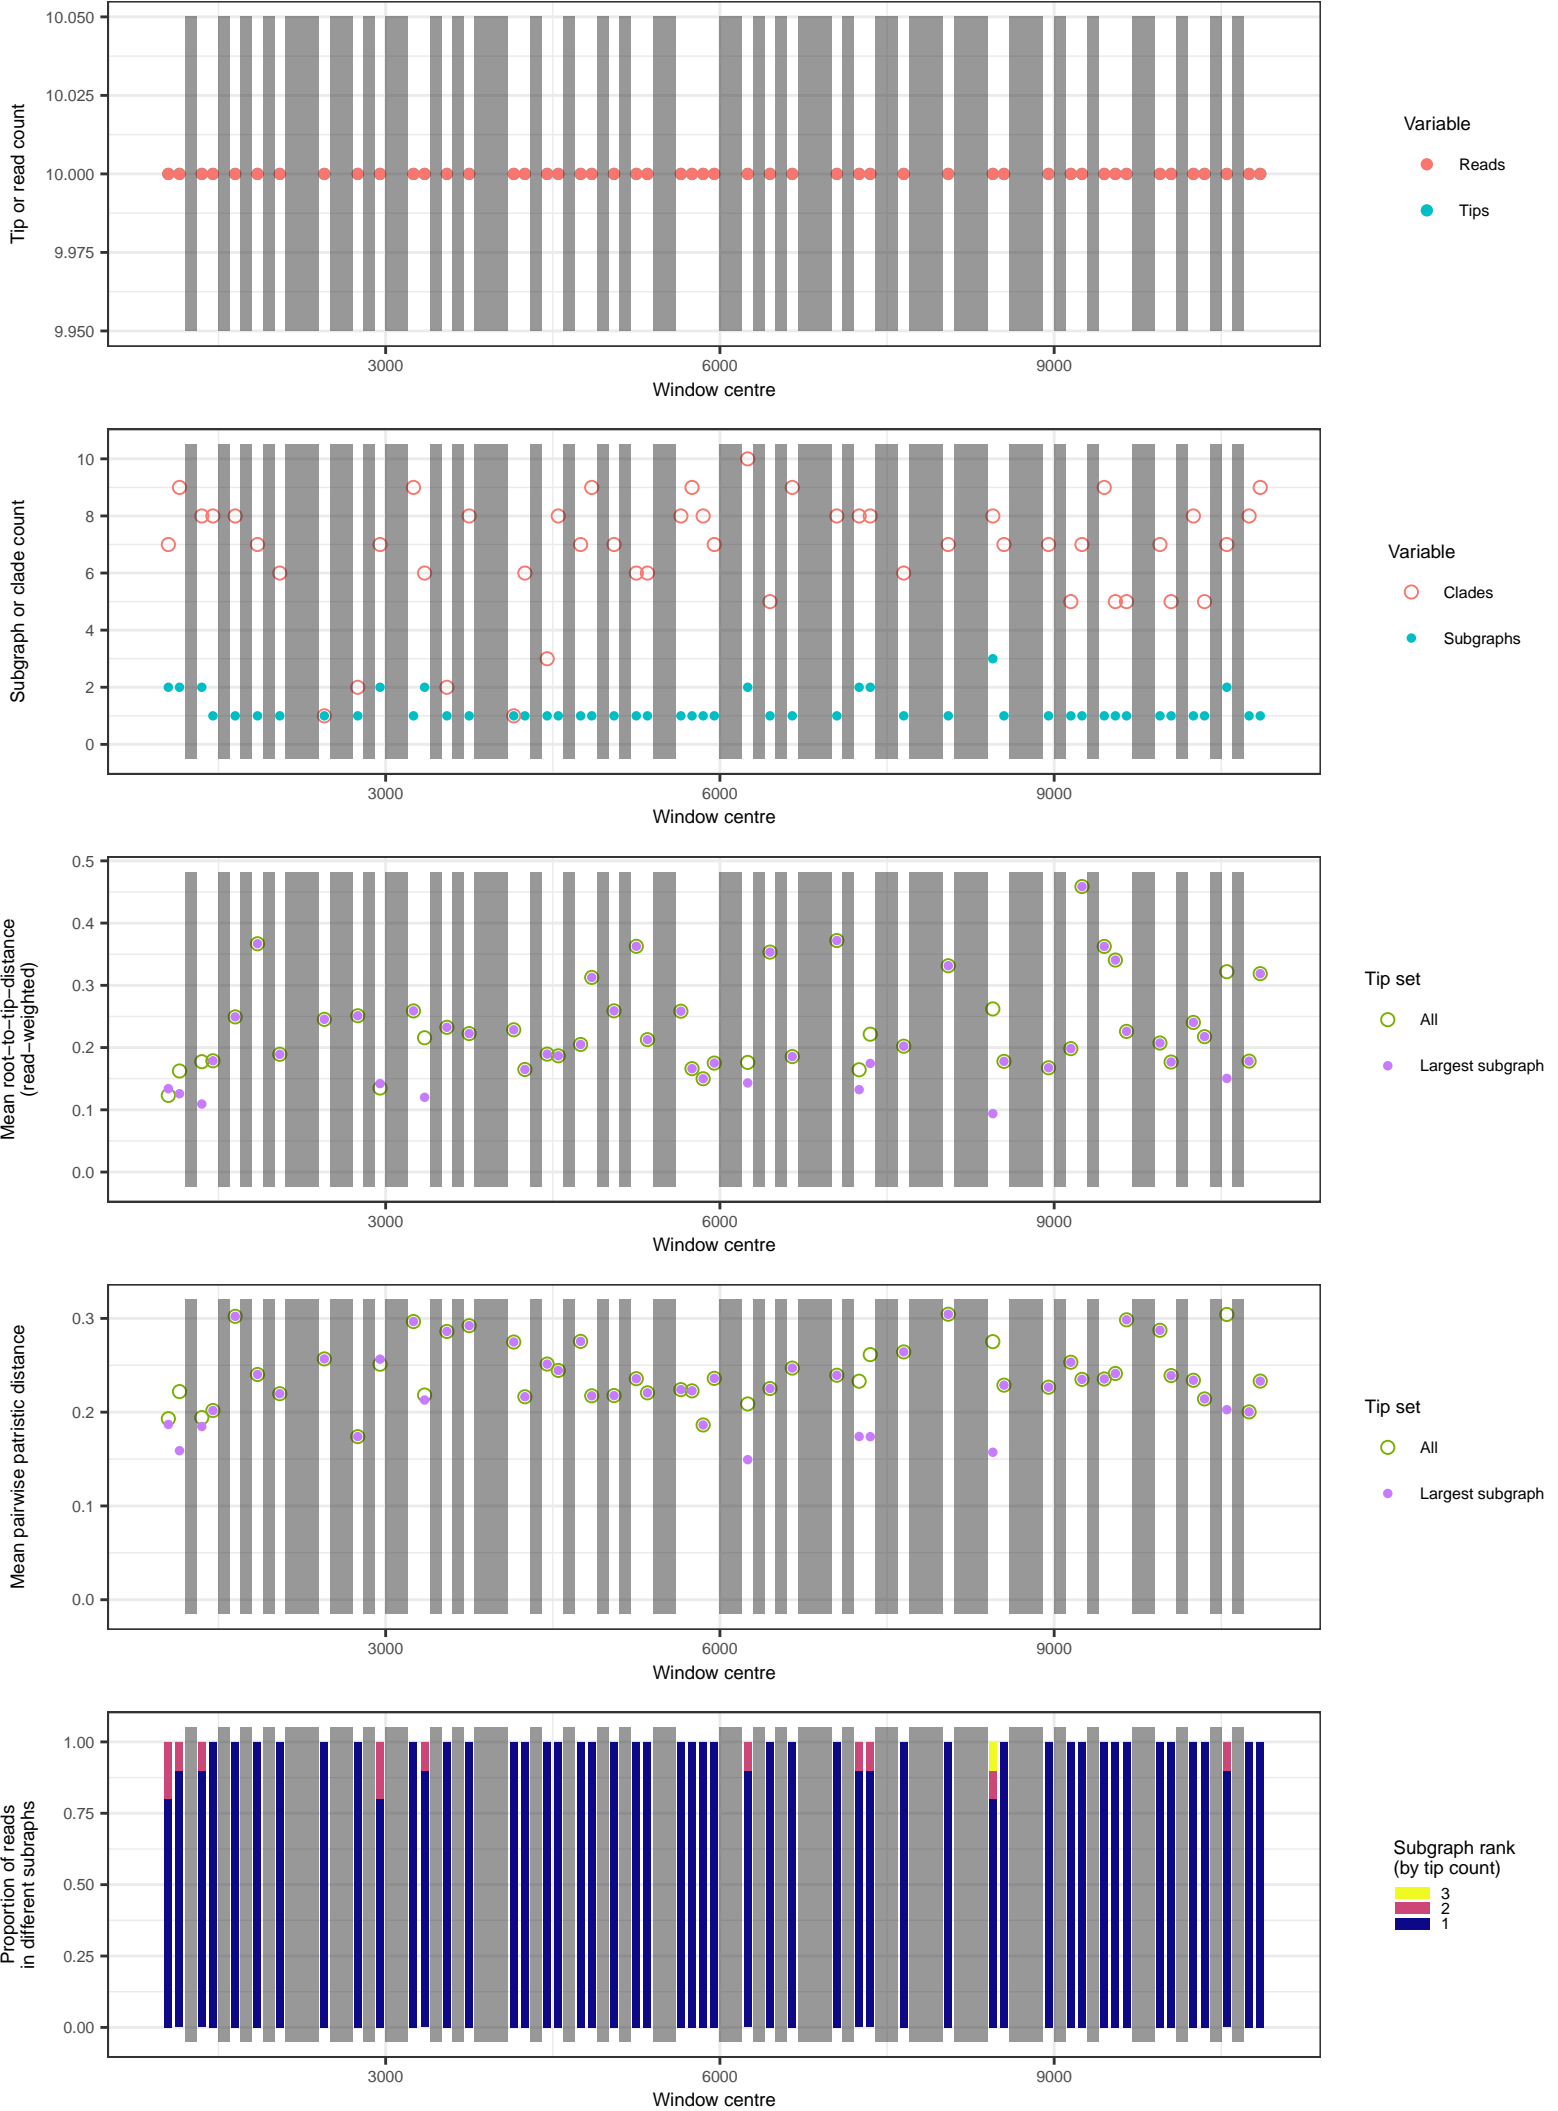 10.050
10.025
10.000
9.975
9.950
Tip or read count
3000
6000
9000
Window centre
Variable
Reads
Tips
10
8
6
4
2
0
Subgraph or clade count
3000
6000
9000
Window centre
Variable
Clades
Subgraphs
0.5
0.4
0.3
0.2
0.1
0.0
Mean root−to−tip−distance
(read−weighted)
3000
6000
9000
Window centre
Tip set
All
Largest subgraph
0.3
0.2
0.1
0.0
Mean pairwise patristic distance
3000
6000
9000
Window centre
Tip set
All
Largest subgraph
1.00
0.75
0.50
0.25
0.00
Proportion of reads
in different subraphs
3000
6000
9000
Window centre
Subgraph rank
(by tip count)
3
2
1